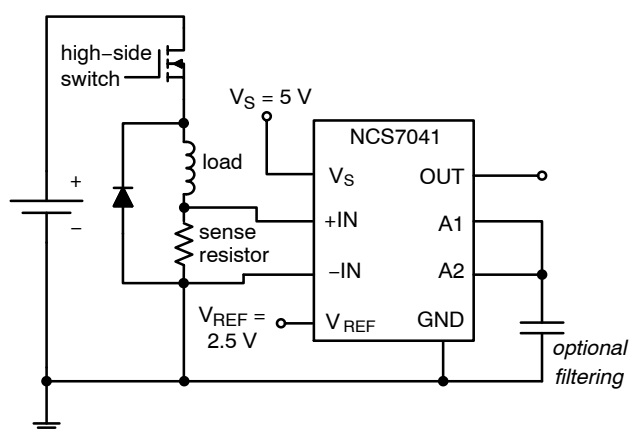 high−side
switch
V_S = 5 V
NCS7041
load
V_S
OUT
+IN
A1
sense
resistor
−IN
A2
V_REF =
2.5 V
V_REF
GND
optional
filtering
+
−